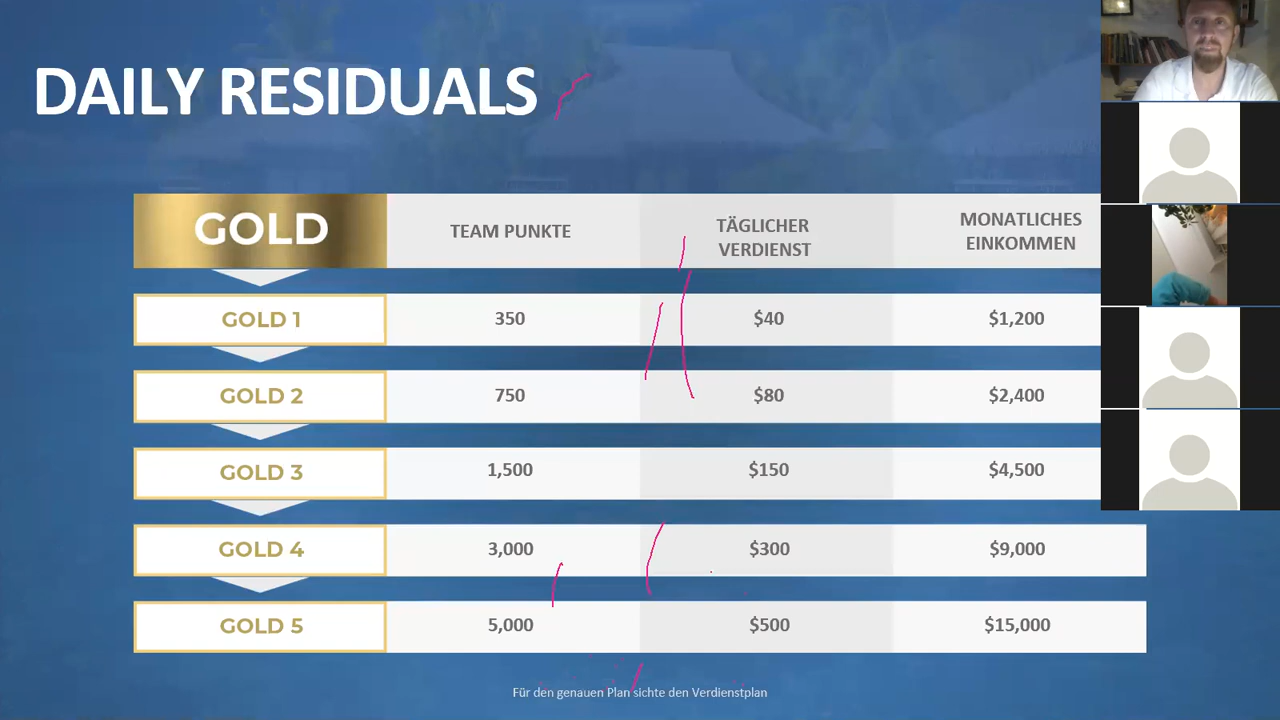 DAILY RESIDUALS
GOLD
TEAM PUNKTE
TÄGLICHER
VERDIENST
MONATLICHES
EINKOMMEN
GOLD 1
350
$40
$1,200
GOLD 2
750
$80
$2,400
GOLD 3
1,500
$150
$4,500
GOLD 4
3,000
$300
$9,000
GOLD 5
5,000
$500
$15,000
Für den genauen Plan sichte den Verdienstplan